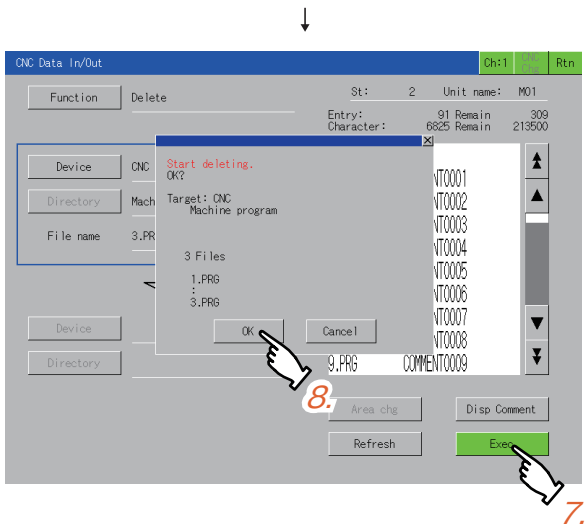 CNC Data In/Out Ch:1 CNC Chg Rtn
Function Delete St: 2 Unit name: M01
Entry: 91 Remain 309
Character: 6825 Remain 213500
Device CNC
Directory Mach
File name 3.PR
Start deleting.
OK?
Target: CNC
Machine program
3 Files
1.PRG
:
3.PRG
OK Cancel
NT0001
NT0002
NT0003
NT0004
NT0005
NT0006
NT0007
NT0008
9.PRG COMMENT0009
Device
Directory
8.
Area chg Disp Comment
Refresh Exec
7.